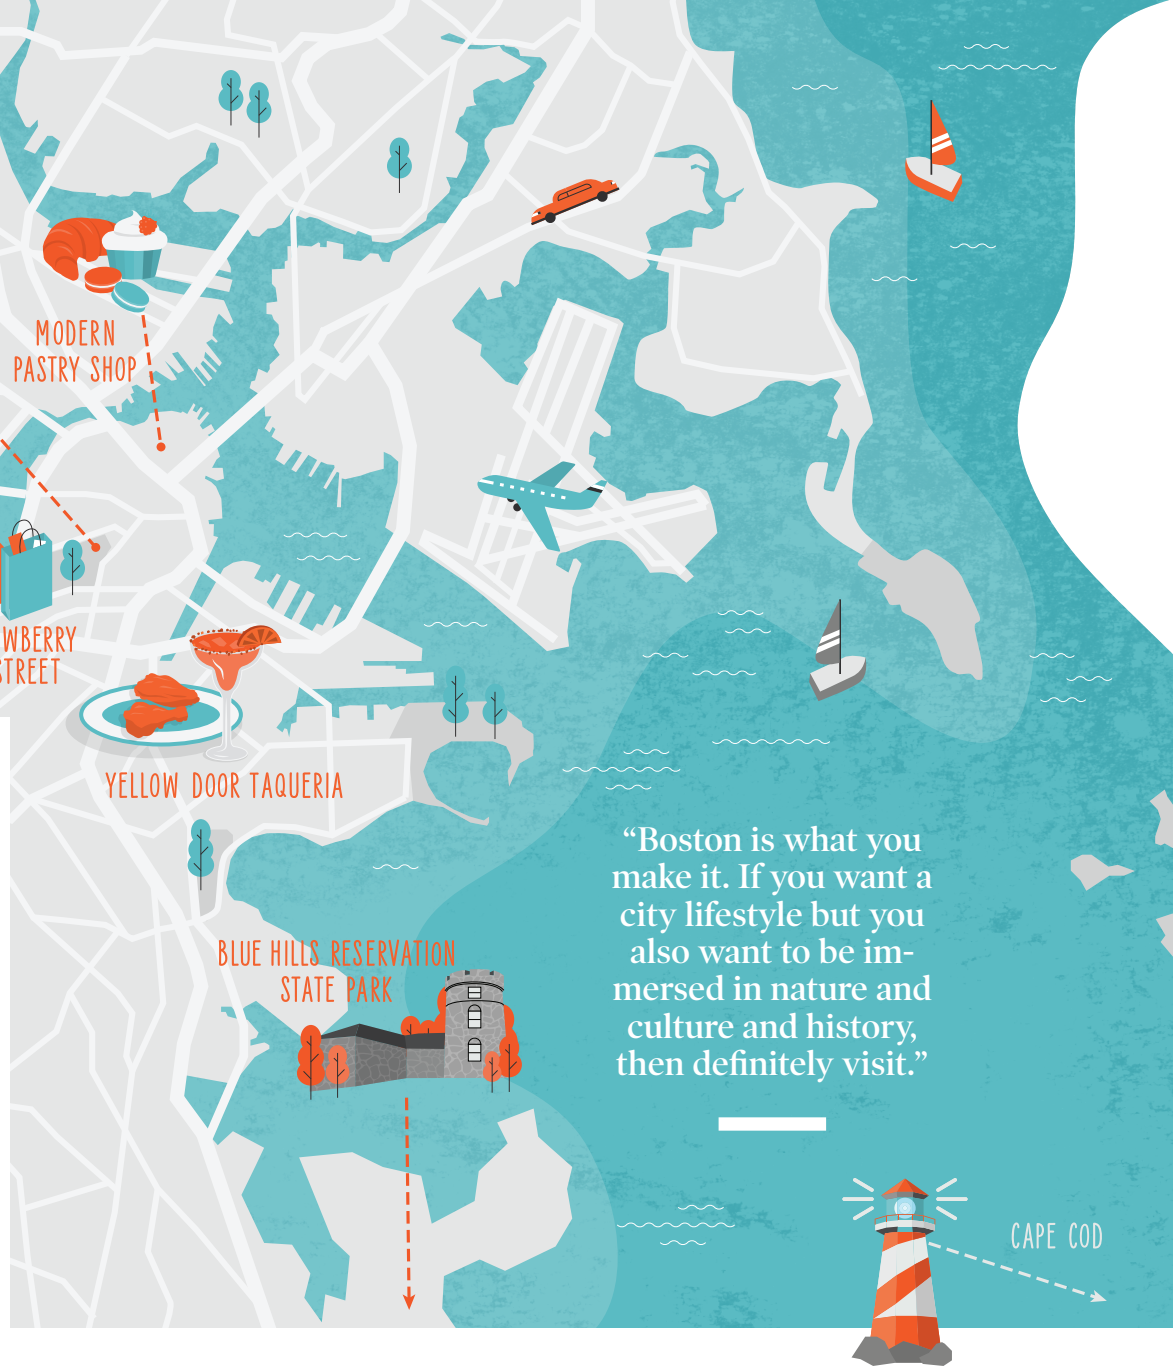 MODERN
PASTRY SHOP
WBERRY
STREET
YELLOW DOOR TAQUERIA
“Boston is what you
make it. If you want a
city lifestyle but you
also want to be im-
mersed in nature and
culture and history,
then definitely visit.”
BLUE HILLS RESERVATION
STATE PARK
CAPE COD